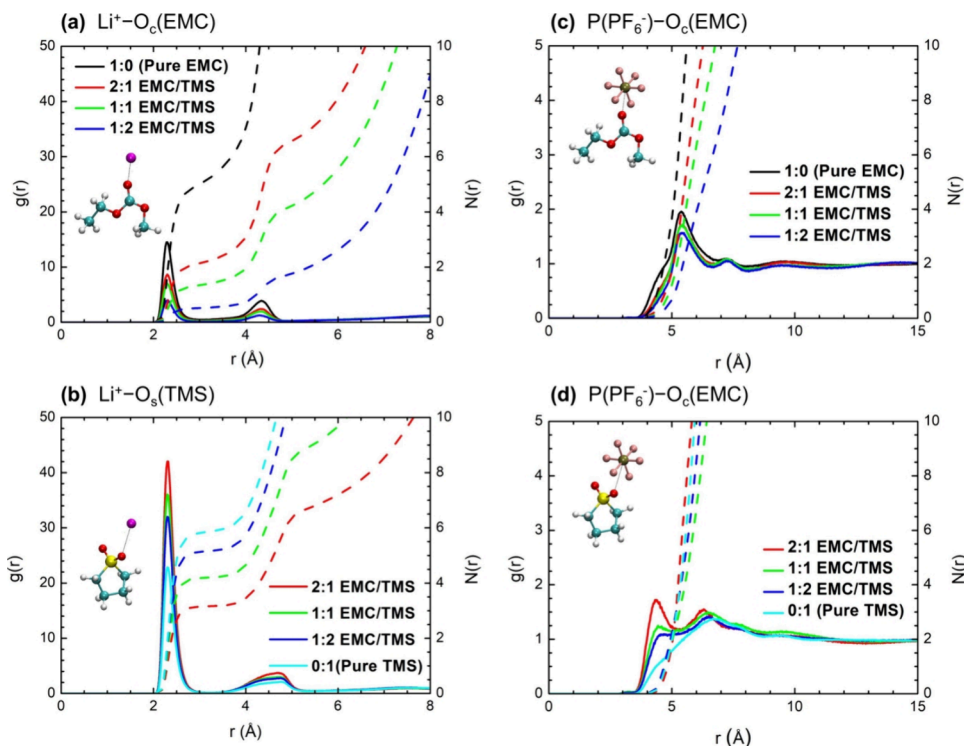 (a) Li⁺−Oc(EMC)
50
40
30
20
10
0
g(r)
10
8
6
4
2
0
N(r)
1:0 (Pure EMC)
2:1 EMC/TMS
1:1 EMC/TMS
1:2 EMC/TMS
0 2 4 6 8
r (Å)
(c) P(PF₆⁻)−Oc(EMC)
5
4
3
2
1
0
g(r)
10
8
6
4
2
0
N(r)
1:0 (Pure EMC)
2:1 EMC/TMS
1:1 EMC/TMS
1:2 EMC/TMS
0 5 10 15
r (Å)
(b) Li⁺−Os(TMS)
50
40
30
20
10
0
g(r)
10
8
6
4
2
0
N(r)
2:1 EMC/TMS
1:1 EMC/TMS
1:2 EMC/TMS
0:1(Pure TMS)
0 2 4 6 8
r (Å)
(d) P(PF₆⁻)−Oc(EMC)
5
4
3
2
1
0
g(r)
10
8
6
4
2
0
N(r)
2:1 EMC/TMS
1:1 EMC/TMS
1:2 EMC/TMS
0:1 (Pure TMS)
0 5 10 15
r (Å)